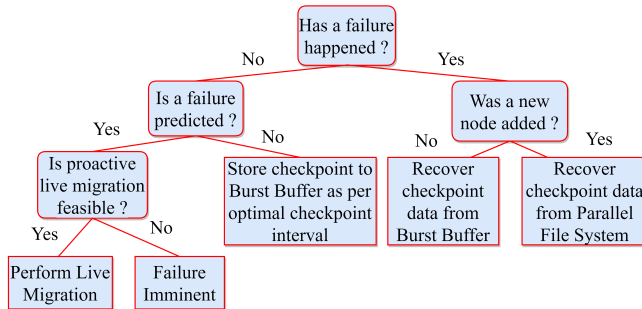 Has a failure
happened ?
No
Yes
Is a failure
predicted ?
Was a new
node added ?
Yes
No
No
Yes
Is proactive
live migration
feasible ?
Store checkpoint to
Burst Buffer as per
optimal checkpoint
interval
Recover
checkpoint
data from
Burst Buffer
Recover
checkpoint data
from Parallel
File System
Yes
No
Perform Live
Migration
Failure
Imminent